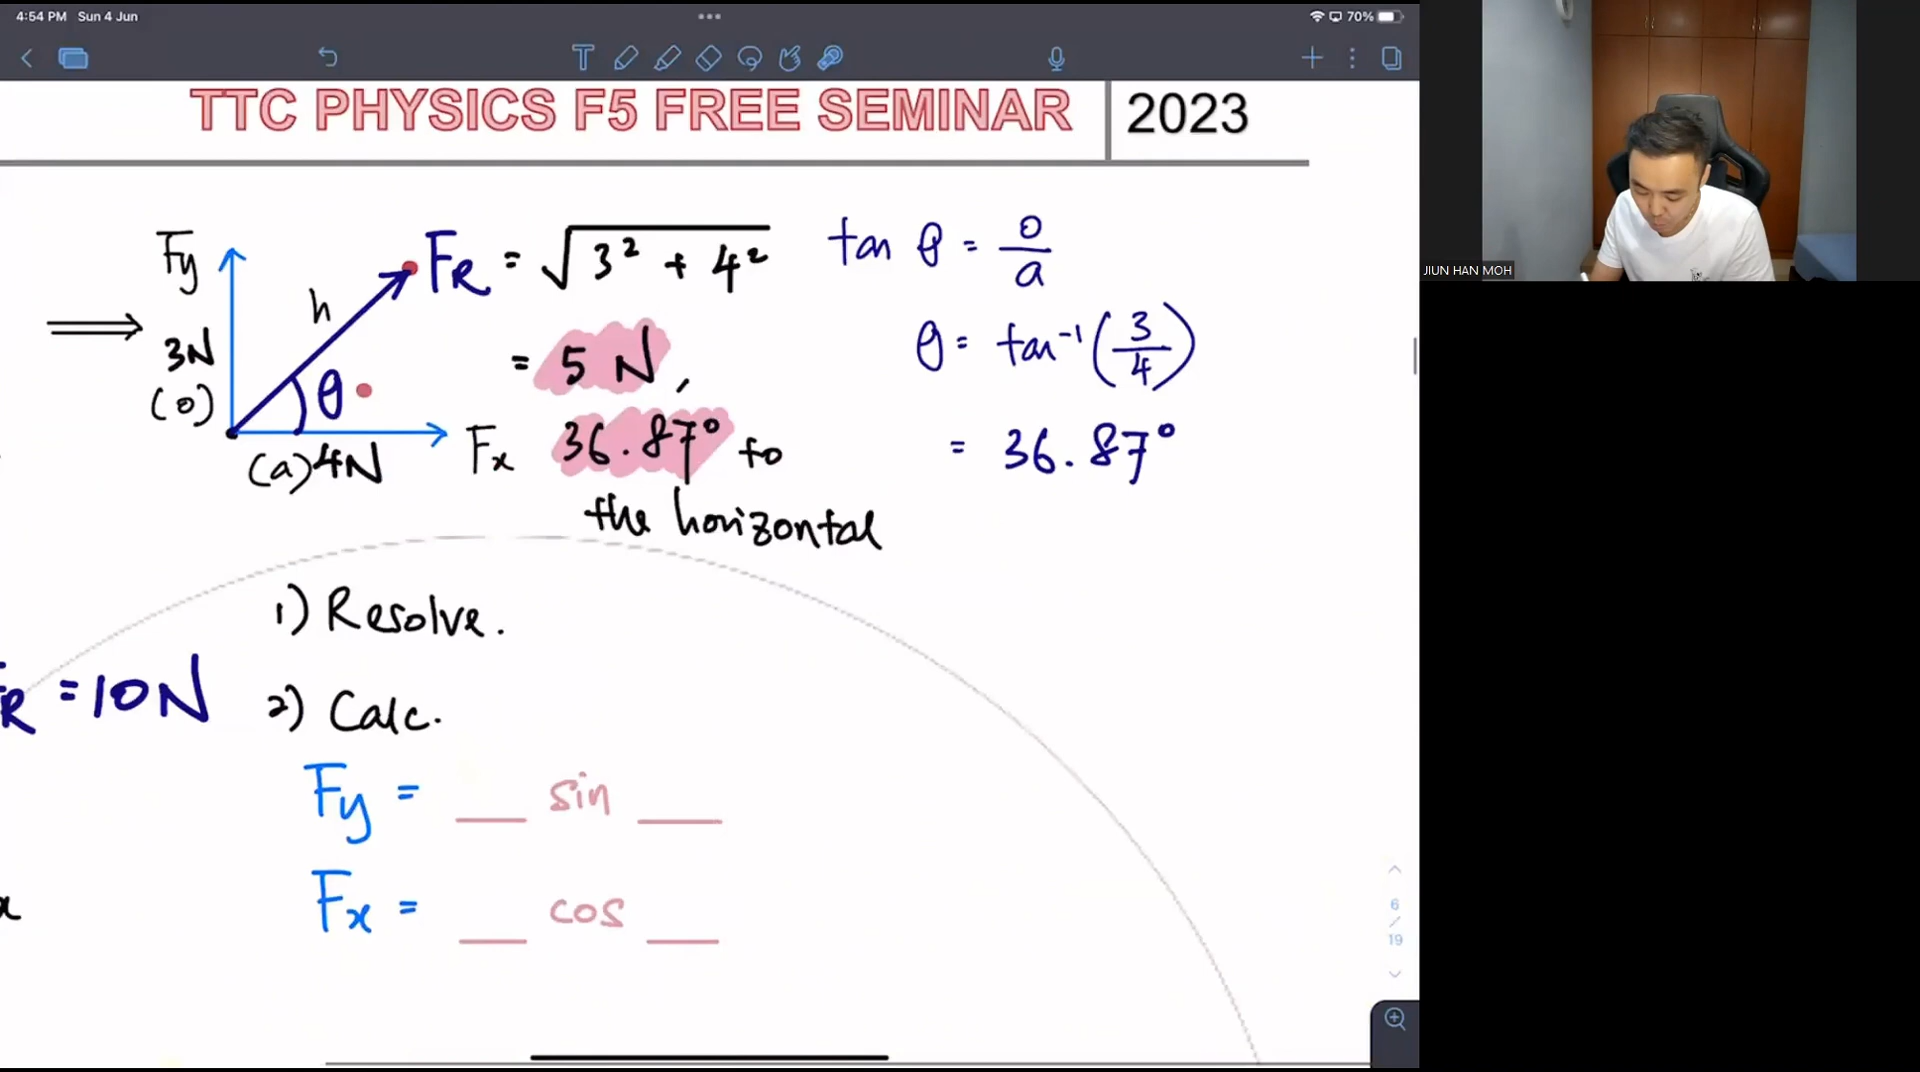 4:54 PM Sun 4 Jun
70%
TTC PHYSICS F5 FREE SEMINAR 2023
Fy
3N
(o)
h
θ
(a) 4N
Fx
FR = √3² + 4²
= 5 N,
36.87° to
the horizontal
tan θ = o/a
θ = tan⁻¹(3/4)
= 36.87°
1) Resolve.
R = 10N
2) Calc.
Fy = ___ sin ___
Fx = ___ cos ___
x
6
/
19
JIUN HAN MOH